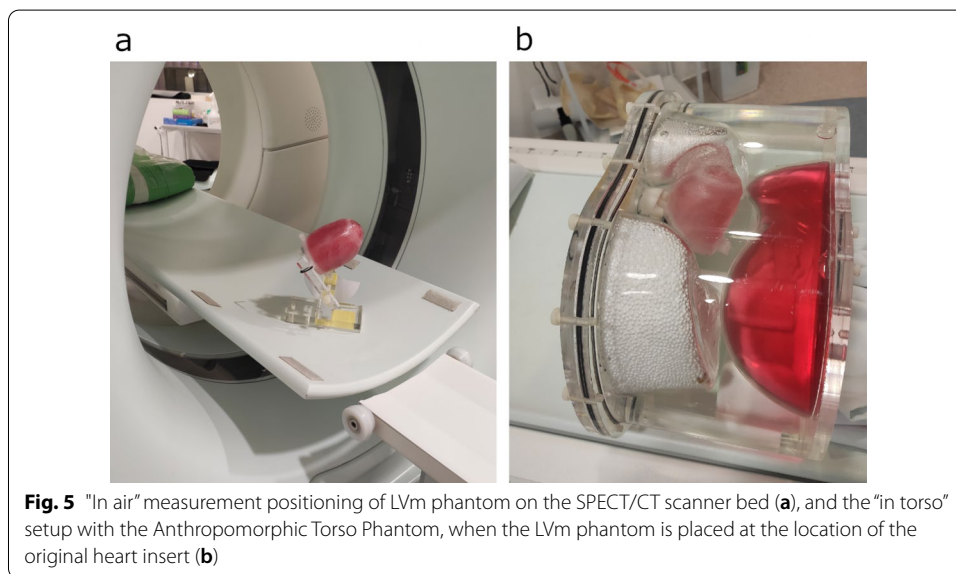 a
b
Fig. 5 "In air" measurement positioning of LVm phantom on the SPECT/CT scanner bed (a), and the "in torso"
setup with the Anthropomorphic Torso Phantom, when the LVm phantom is placed at the location of the
original heart insert (b)